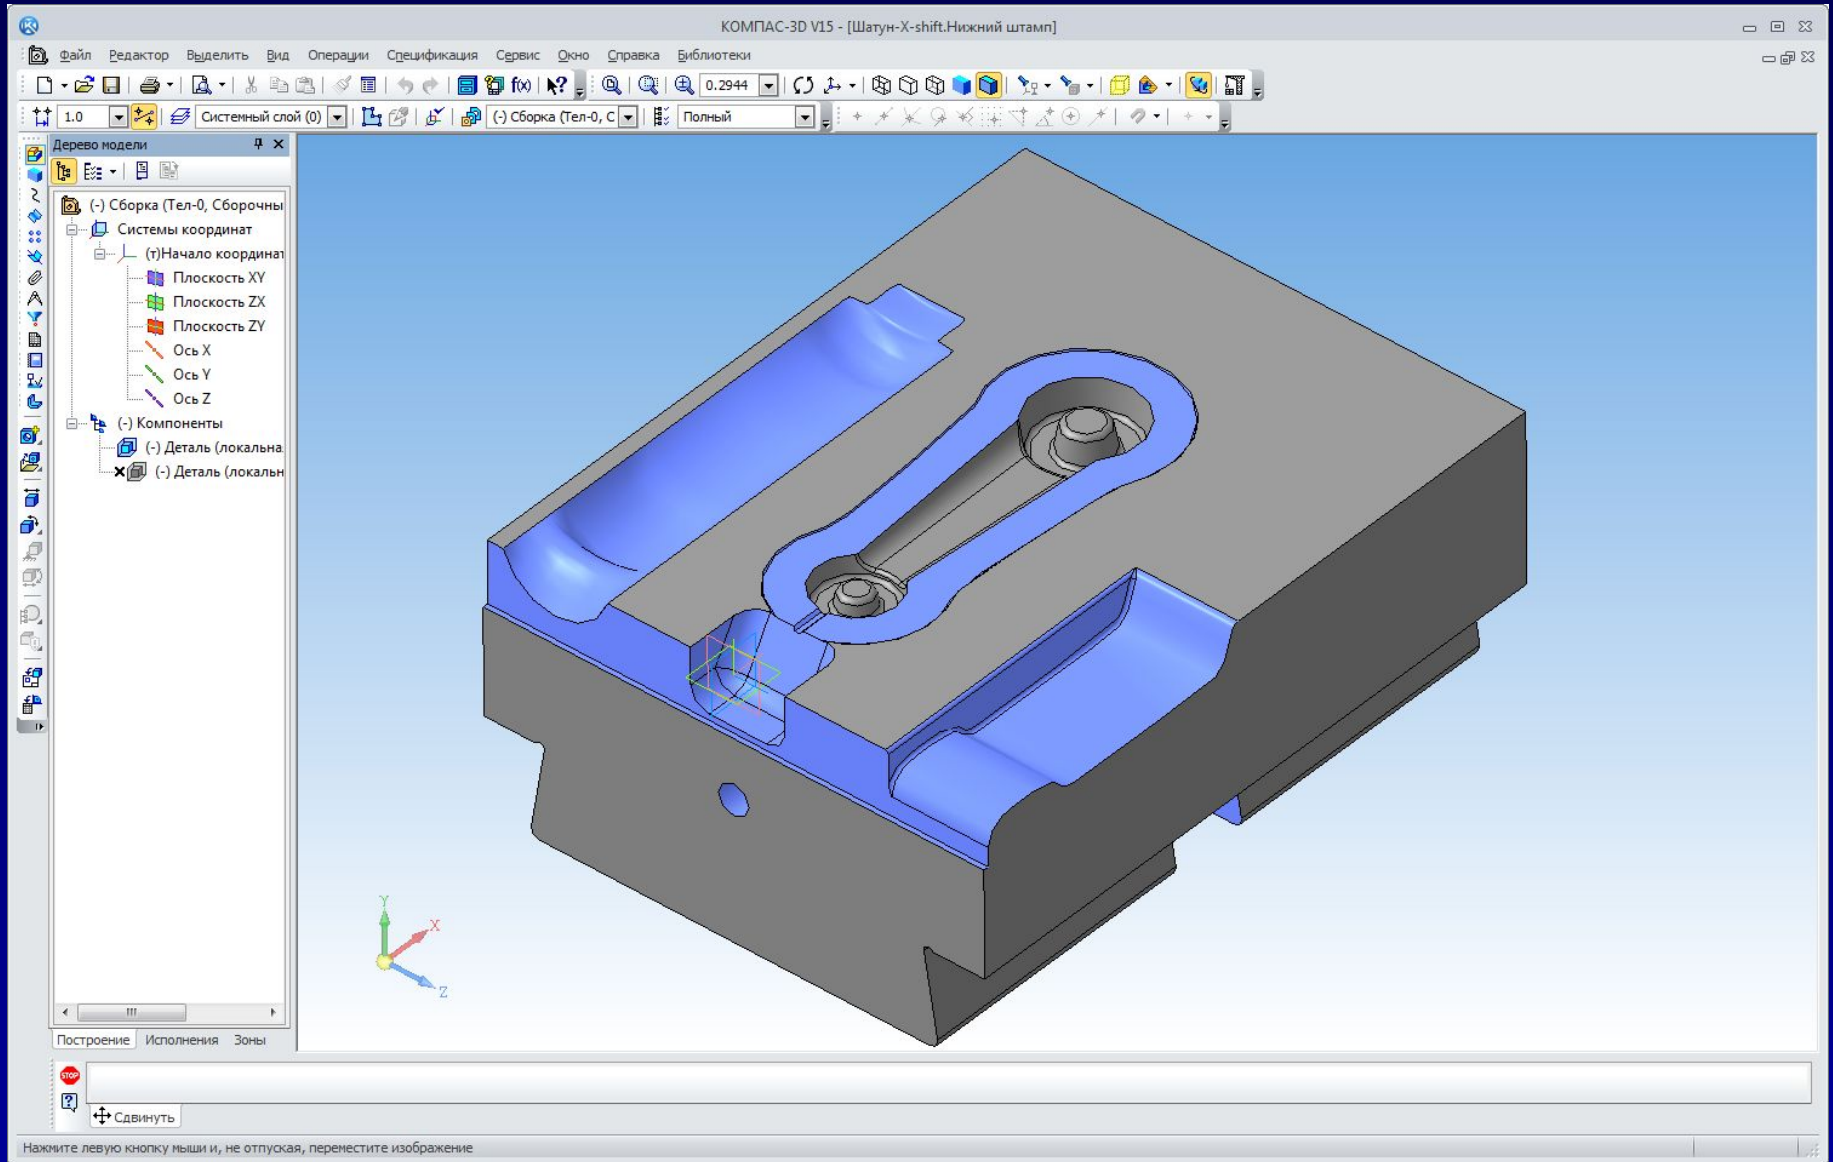 КОМПАС-3D V15 - [Шатун-X-shift.Нижний штамп]
Файл Редактор Выделить Вид Операции Спецификация Сервис Окно Справка Библиотеки
f(x) 0.2944
1.0 Системный слой (0) (-) Сборка (Тел-0, С Полный
Дерево модели
(-) Сборка (Тел-0, Сборочны
Системы координат
(т)Начало координат
Плоскость XY
Плоскость ZX
Плоскость ZY
Ось X
Ось Y
Ось Z
(-) Компоненты
(-) Деталь (локальна
(-) Деталь (локальн
Y
X
Z
Построение Исполнения Зоны
STOP
Сдвинуть
Нажмите левую кнопку мыши и, не отпуская, переместите изображение